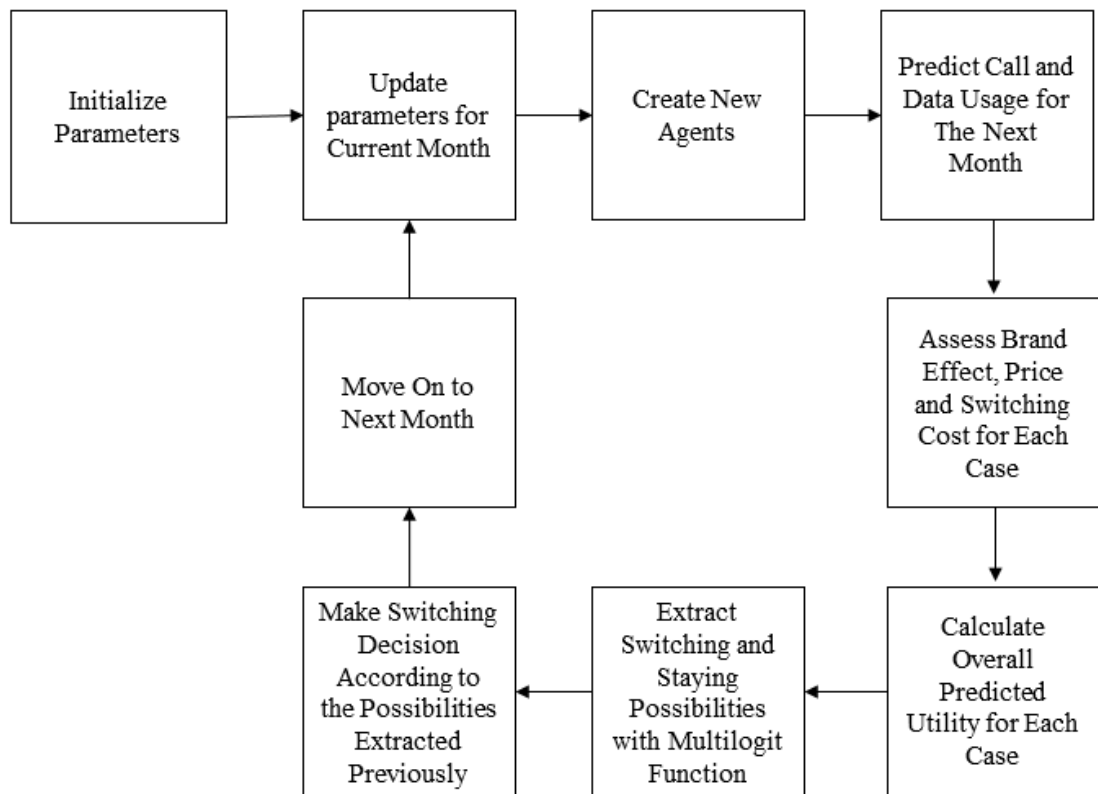 Initialize
Parameters
Update
parameters for
Current Month
Create New
Agents
Predict Call and
Data Usage for
The Next
Month
Assess Brand
Effect, Price
and Switching
Cost for Each
Case
Calculate
Overall
Predicted
Utility for Each
Case
Extract
Switching and
Staying
Possibilities
with Multilogit
Function
Make Switching
Decision
According to
the Possibilities
Extracted
Previously
Move On to
Next Month